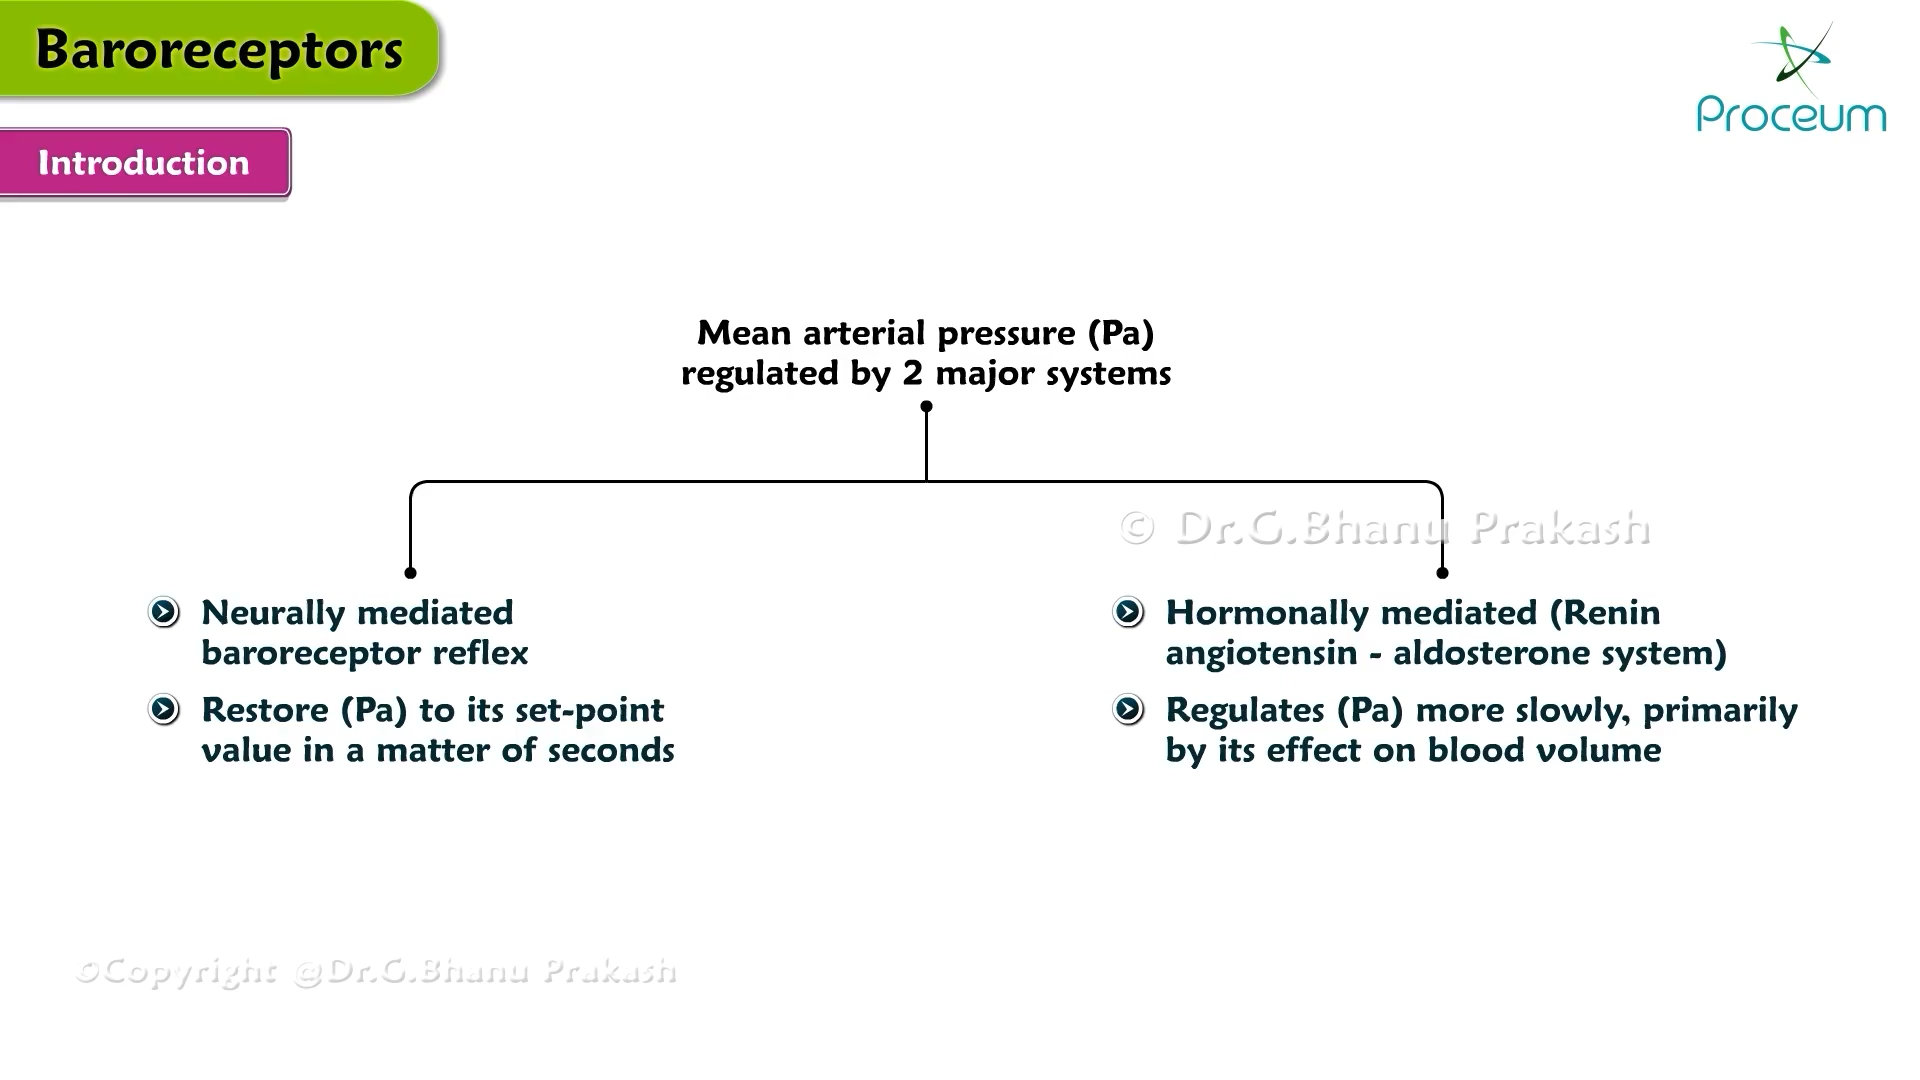 Baroreceptors
Proceum
Introduction
Mean arterial pressure (Pa)
regulated by 2 major systems
© Dr.G.Bhanu Prakash
Neurally mediated
baroreceptor reflex
Restore (Pa) to its set-point
value in a matter of seconds
Hormonally mediated (Renin
angiotensin - aldosterone system)
Regulates (Pa) more slowly, primarily
by its effect on blood volume
©Copyright @Dr.G.Bhanu Prakash